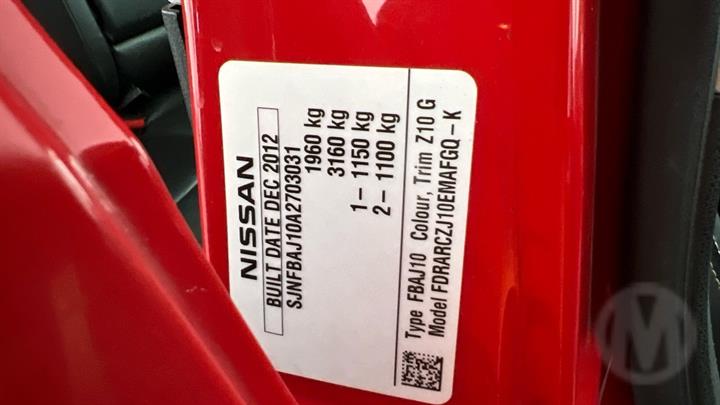 NISSAN
BUILT DATE DEC 2012
SJNFBAJ10A2703031
1960 kg
3160 kg
1– 1150 kg
2– 1100 kg
Type FBAJ10 Colour, Trim Z10 G
Model FDRARCZJ10EMAFGQ – K
M